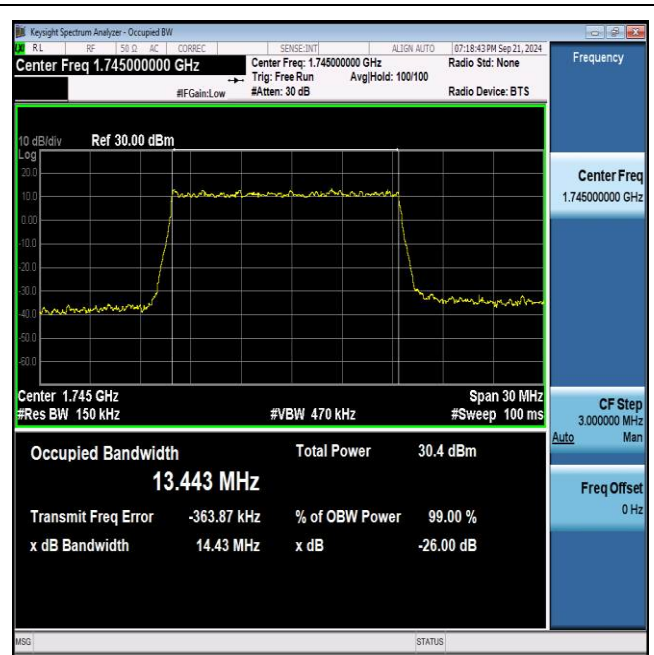 Keysight Spectrum Analyzer - Occupied BW
RL RF 50 Ω AC CORREC SENSE:INT ALIGN AUTO 07:18:43 PM Sep 21, 2024
Center Freq 1.745000000 GHz
Center Freq: 1.745000000 GHz
Radio Std: None
Trig: Free Run Avg|Hold: 100/100
#IFGain:Low #Atten: 30 dB Radio Device: BTS
Frequency
10 dB/div Ref 30.00 dBm
Log
20.0
10.0
0.00
-10.0
-20.0
-30.0
-40.0
-50.0
-60.0
Center 1.745 GHz Span 30 MHz
#Res BW 150 kHz #VBW 470 kHz #Sweep 100 ms
Center Freq
1.745000000 GHz
CF Step
3.000000 MHz
Auto Man
Freq Offset
0 Hz
Occupied Bandwidth Total Power 30.4 dBm
13.443 MHz
Transmit Freq Error -363.87 kHz % of OBW Power 99.00 %
x dB Bandwidth 14.43 MHz x dB -26.00 dB
MSG STATUS